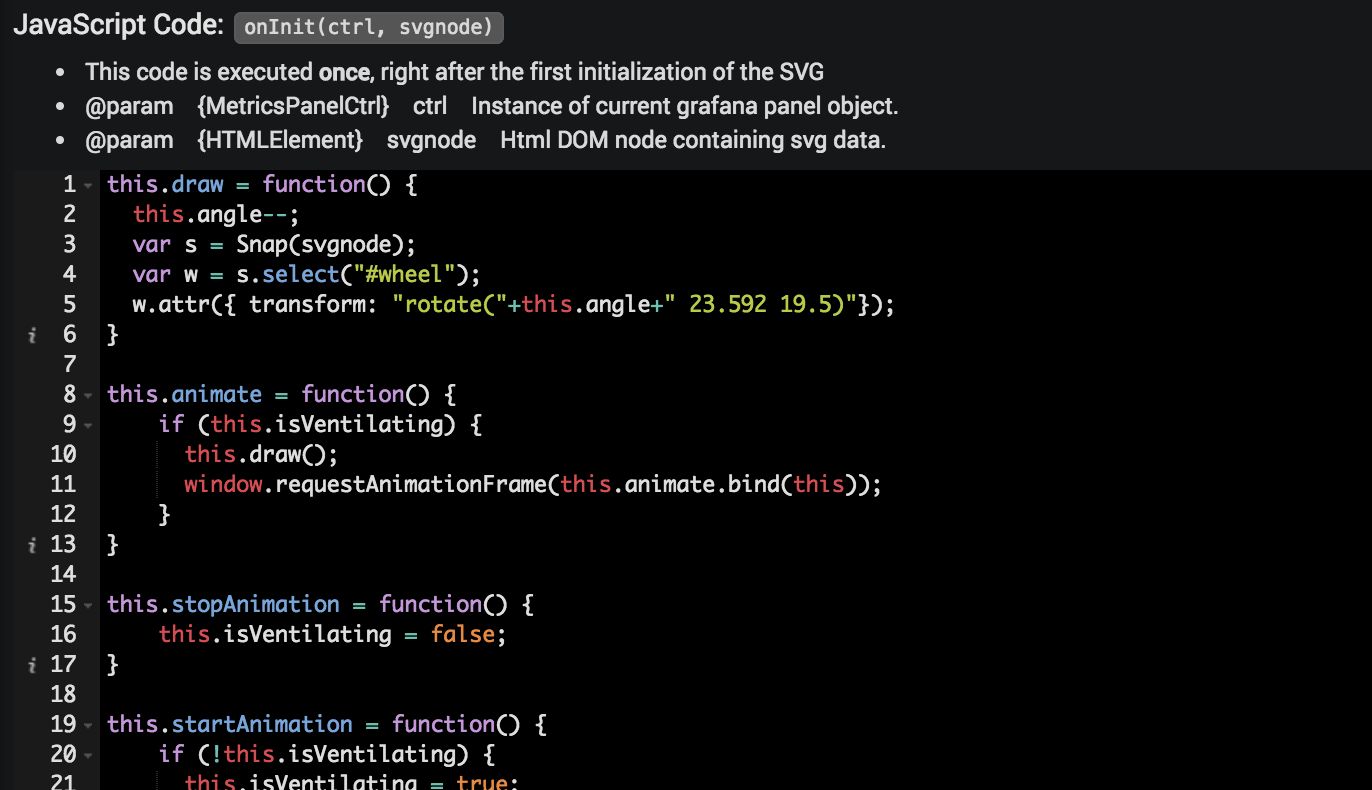 JavaScript Code: onInit(ctrl, svgnode)
• This code is executed once, right after the first initialization of the SVG
• @param {MetricsPanelCtrl} ctrl Instance of current grafana panel object.
• @param {HTMLElement} svgnode Html DOM node containing svg data.
1 this.draw = function() {
2   this.angle--;
3   var s = Snap(svgnode);
4   var w = s.select("#wheel");
5   w.attr({ transform: "rotate("+this.angle+" 23.592 19.5)"});
i 6 }
7
8 this.animate = function() {
9     if (this.isVentilating) {
10       this.draw();
11       window.requestAnimationFrame(this.animate.bind(this));
12     }
i 13 }
14
15 this.stopAnimation = function() {
16     this.isVentilating = false;
i 17 }
18
19 this.startAnimation = function() {
20     if (!this.isVentilating) {
21       this.isVentilating = true;